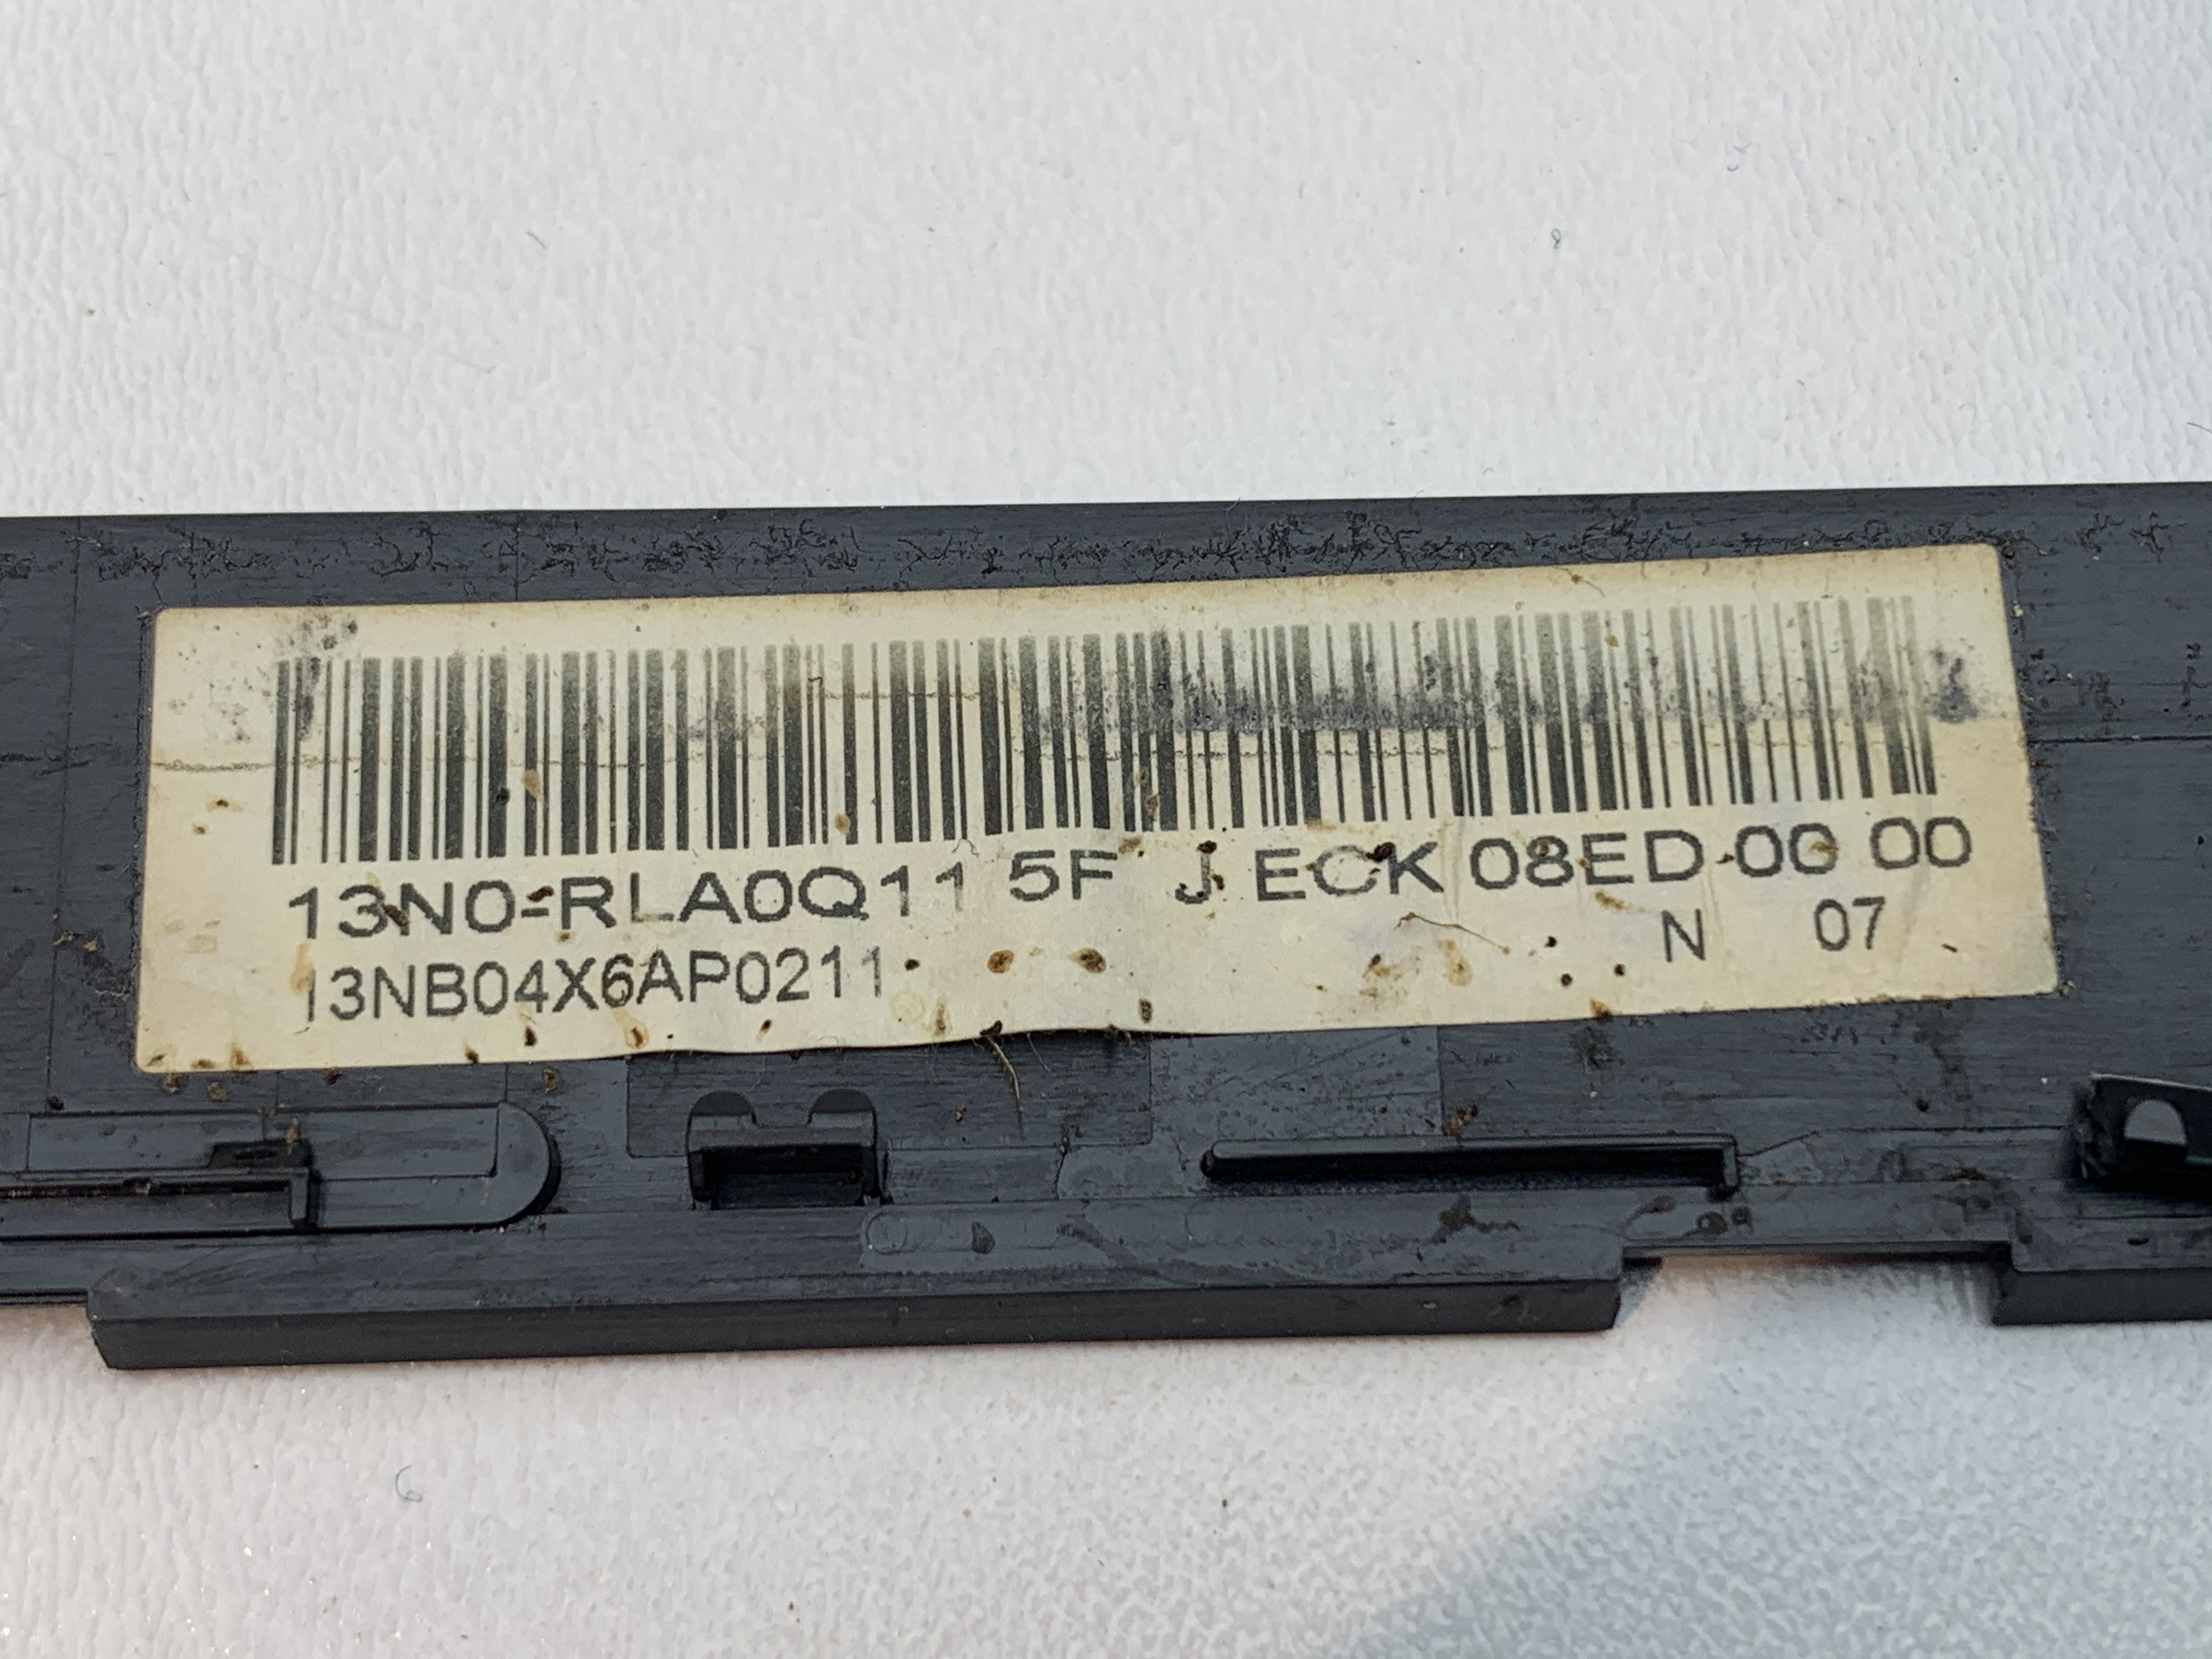 13N0-RLA0Q11 5F J ECK 08ED-00 00
N 07
13NB04X6AP0211